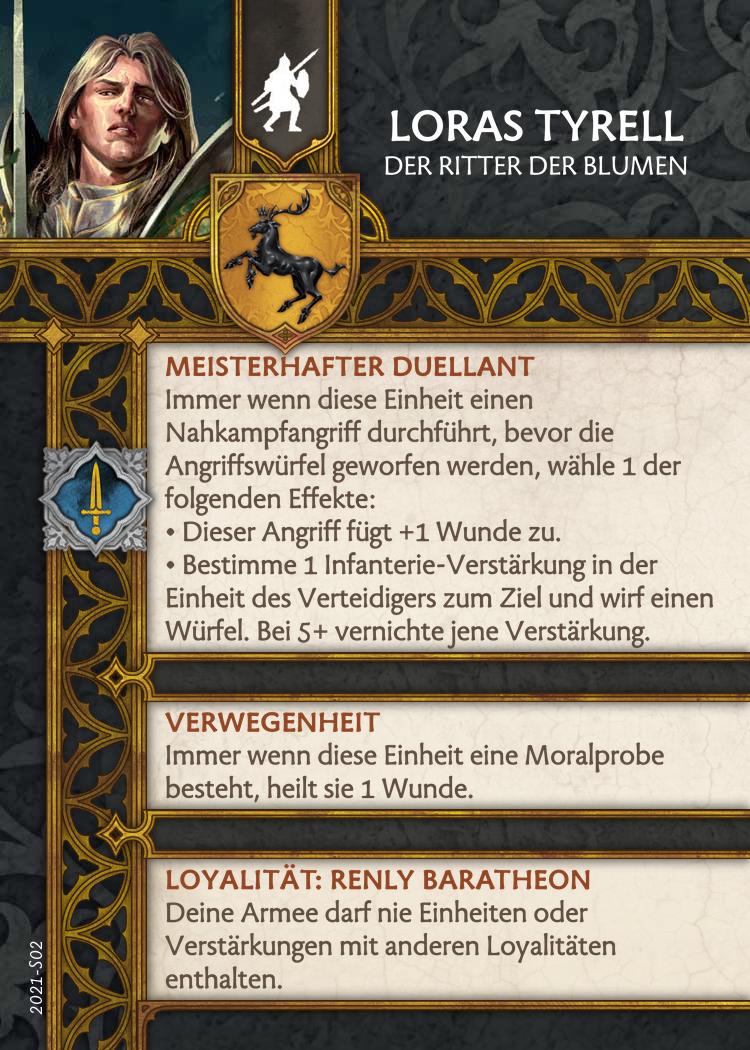 LORAS TYRELL
DER RITTER DER BLUMEN
MEISTERHAFTER DUELLANT
Immer wenn diese Einheit einen
Nahkampfangriff durchführt, bevor die
Angriffswürfel geworfen werden, wähle 1 der
folgenden Effekte:
• Dieser Angriff fügt +1 Wunde zu.
• Bestimme 1 Infanterie-Verstärkung in der
Einheit des Verteidigers zum Ziel und wirf einen
Würfel. Bei 5+ vernichte jene Verstärkung.
VERWEGENHEIT
Immer wenn diese Einheit eine Moralprobe
besteht, heilt sie 1 Wunde.
LOYALITÄT: RENLY BARATHEON
Deine Armee darf nie Einheiten oder
Verstärkungen mit anderen Loyalitäten
enthalten.
2021-S02